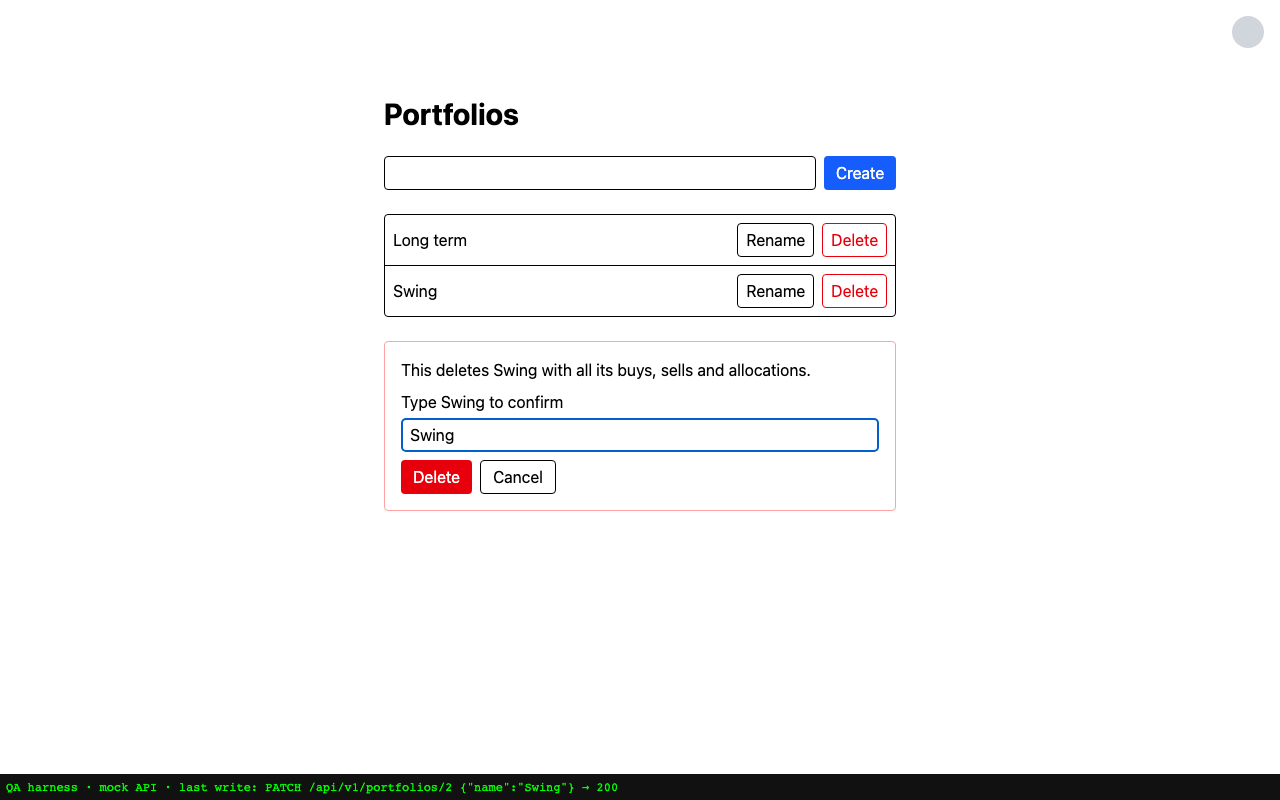 Portfolios
Create
Long term Rename Delete
Swing Rename Delete
This deletes Swing with all its buys, sells and allocations.
Type Swing to confirm
Swing
Delete Cancel
QA harness · mock API · last write: PATCH /api/v1/portfolios/2 {"name":"Swing"} → 200